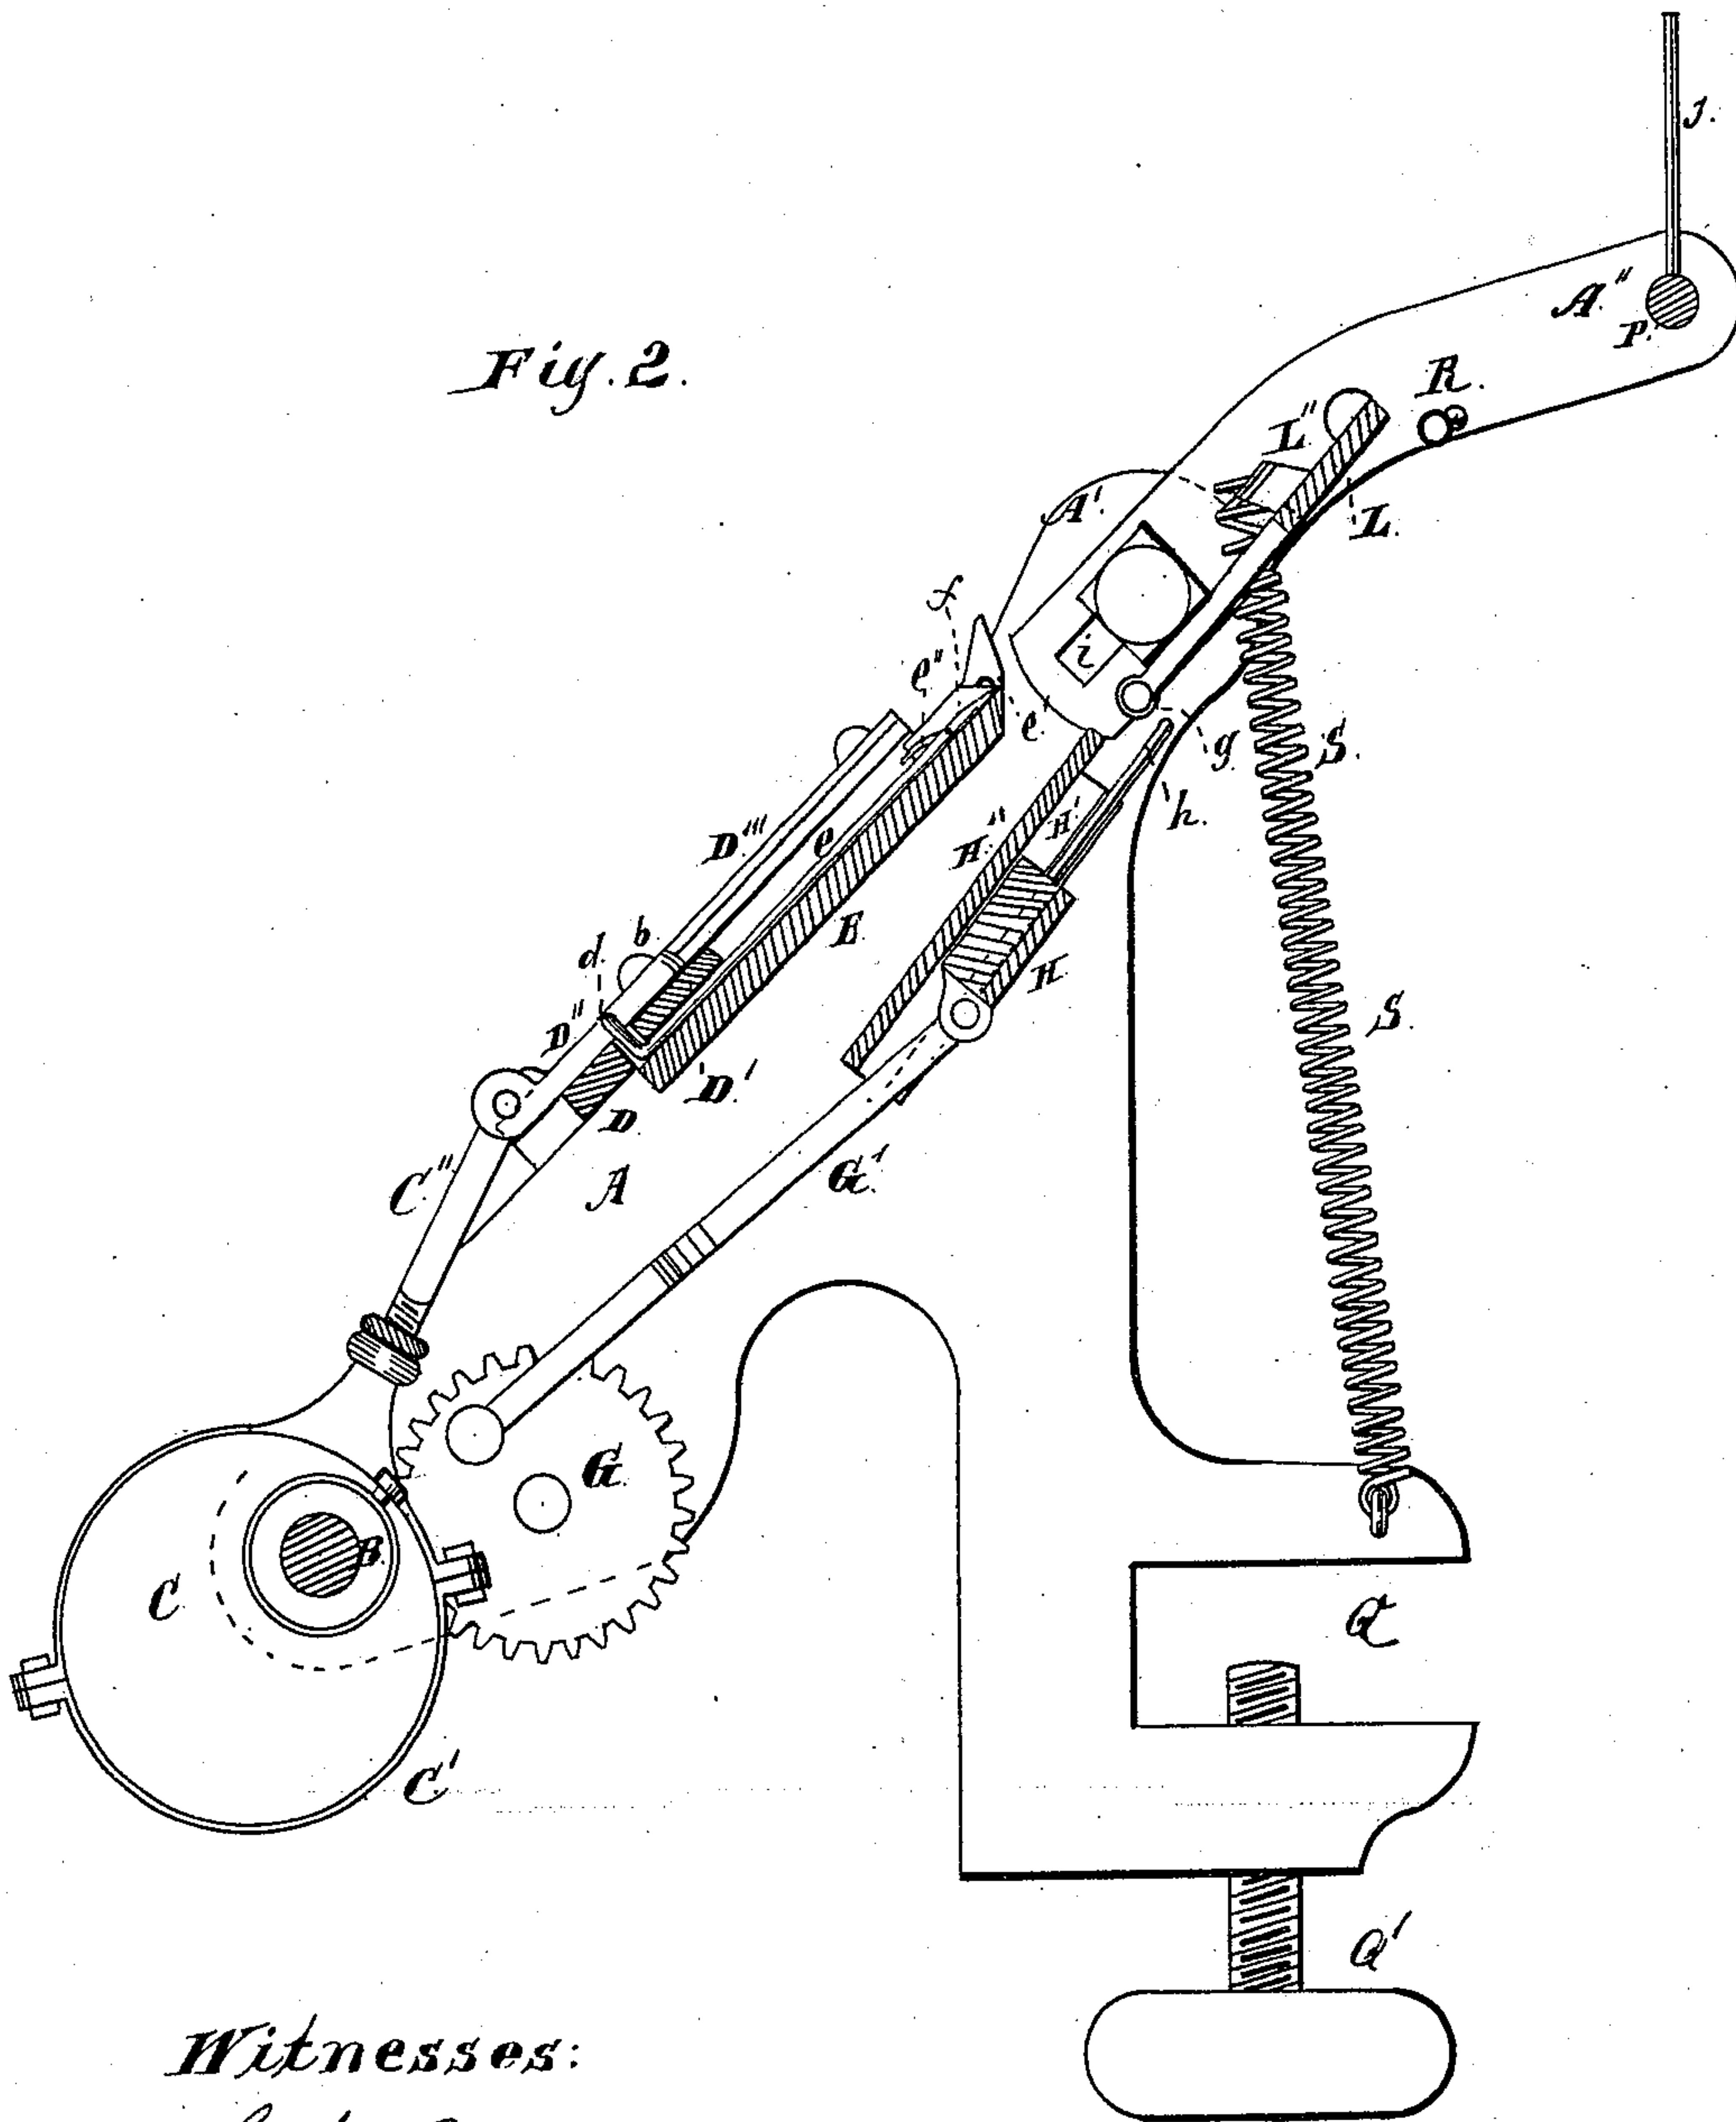 J.
A."
P.
Fig. 2.
R.
L."
L.
A'.
f
i
e"
e'.
g.
S.
h.
D'''
e
H."
H'
b
E
d.
H.
D"
S.
D'
D.
C."
A
G.'
G.
B.
C
Q
C'
Q'
Witnesses: